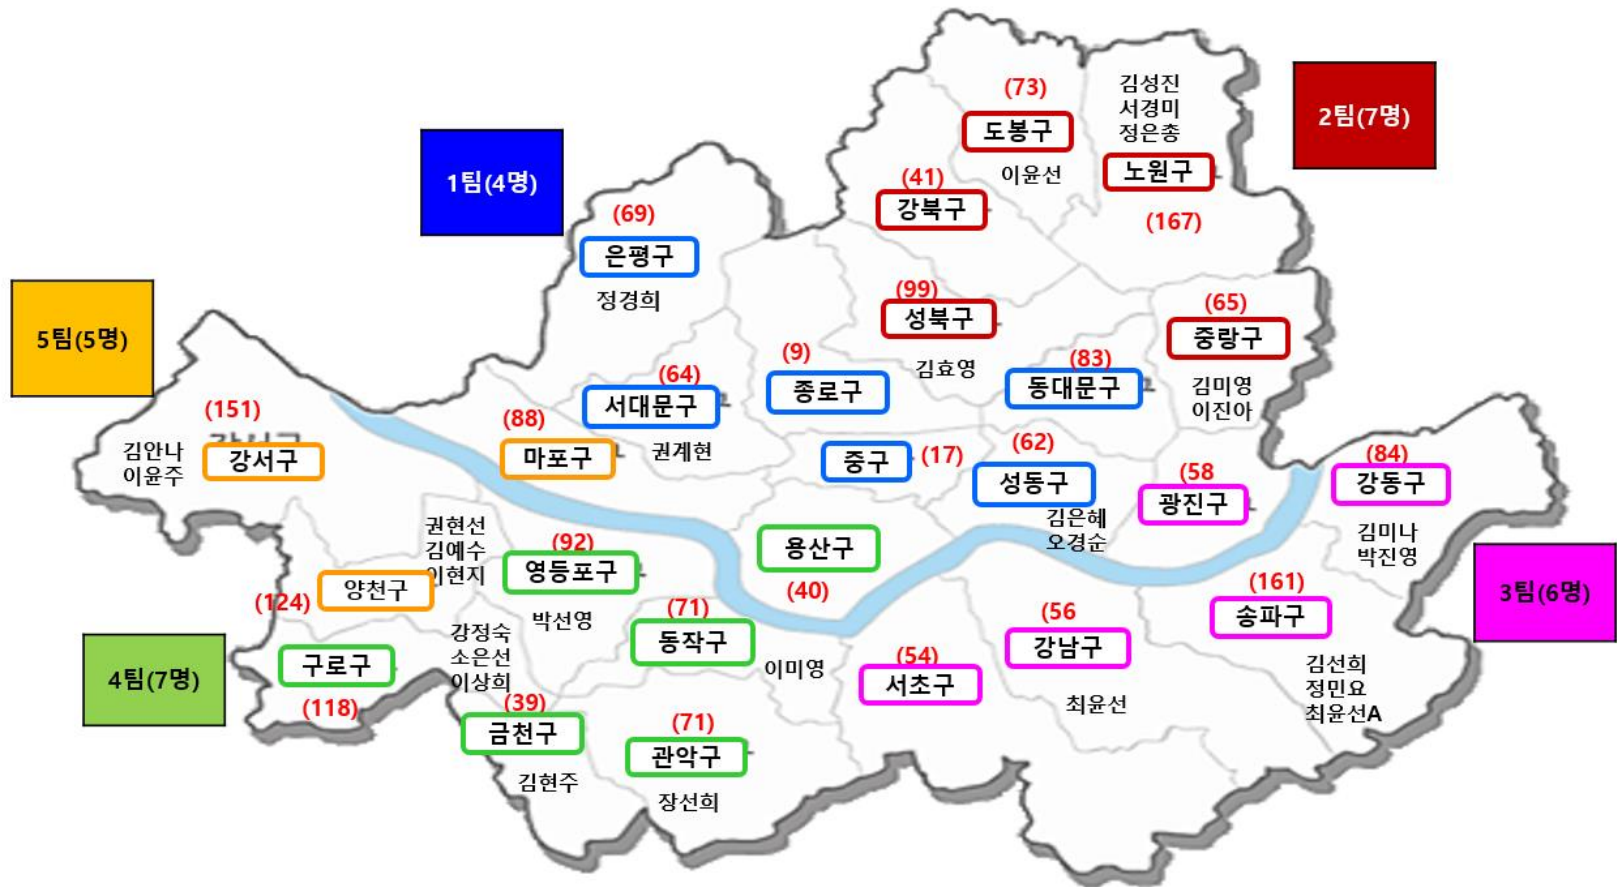 2팀(7명)
(73)
도봉구
이윤선
김성진
서경미
정은총
노원구
(167)
(41)
강북구
1팀(4명)
(69)
은평구
정경희
(99)
성북구
김효영
(65)
중랑구
김미영
이진아
5팀(5명)
(151)
강서구
김안나
이윤주
(88)
마포구
(64)
서대문구
권계현
(9)
종로구
(83)
동대문구
중구
(17)
(62)
성동구
김은혜
오경순
(58)
광진구
(84)
강동구
김미나
박진영
3팀(6명)
권현선
김예수
이현지
양천구
(124)
(92)
영등포구
박선영
용산구
(40)
(71)
동작구
이미영
(56)
강남구
최윤선
(161)
송파구
김선희
정민요
최윤선A
4팀(7명)
구로구
(118)
강정숙
소은선
이상희
(39)
금천구
김현주
(71)
관악구
장선희
(54)
서초구